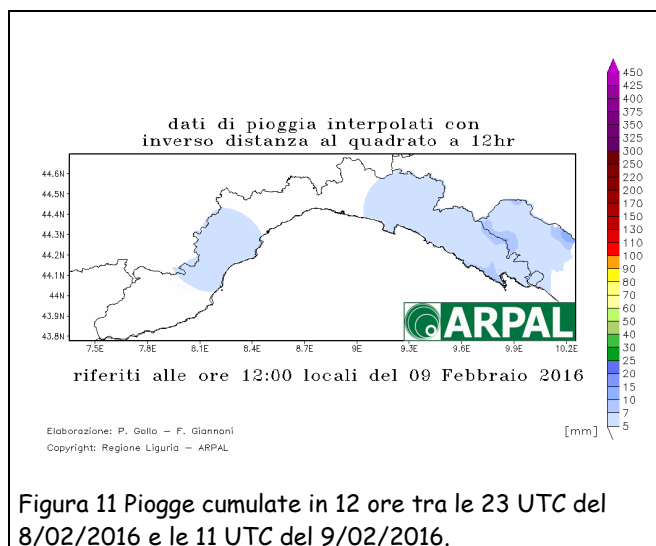 dati di pioggia interpolati con
inverso distanza al quadrato a 12hr
44.6N
44.5N
44.4N
44.3N
44.2N
44.1N
44N
43.9N
43.8N
7.5E 7.8E 8.1E 8.4E 8.7E 9E 9.3E 9.6E 9.9E 10.2E
ARPAL
riferiti alle ore 12:00 locali del 09 Febbraio 2016
450
425
400
375
350
325
300
250
200
170
150
130
110
100
90
80
70
60
50
40
30
25
20
15
10
7
5
[mm]
Elaborazione: P. Gollo – F. Giannoni
Copyright: Regione Liguria – ARPAL
Figura 11 Piogge cumulate in 12 ore tra le 23 UTC del
8/02/2016 e le 11 UTC del 9/02/2016.